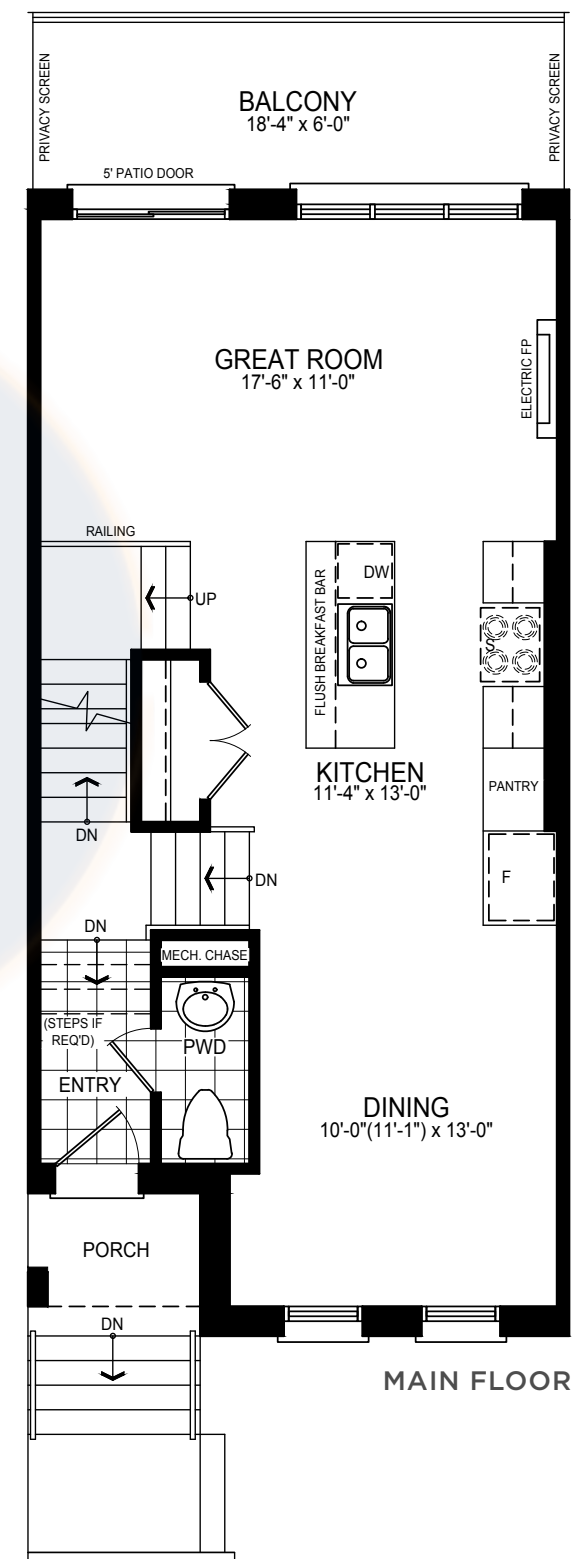 PRIVACY SCREEN
PRIVACY SCREEN
BALCONY
18'-4" x 6'-0"
5' PATIO DOOR
GREAT ROOM
17'-6" x 11'-0"
ELECTRIC FP
RAILING
UP
FLUSH BREAKFAST BAR
DW
S
KITCHEN
11'-4" x 13'-0"
PANTRY
DN
F
DN
DN
MECH. CHASE
(STEPS IF
REQ'D)
PWD
ENTRY
DINING
10'-0"(11'-1") x 13'-0"
PORCH
DN
MAIN FLOOR